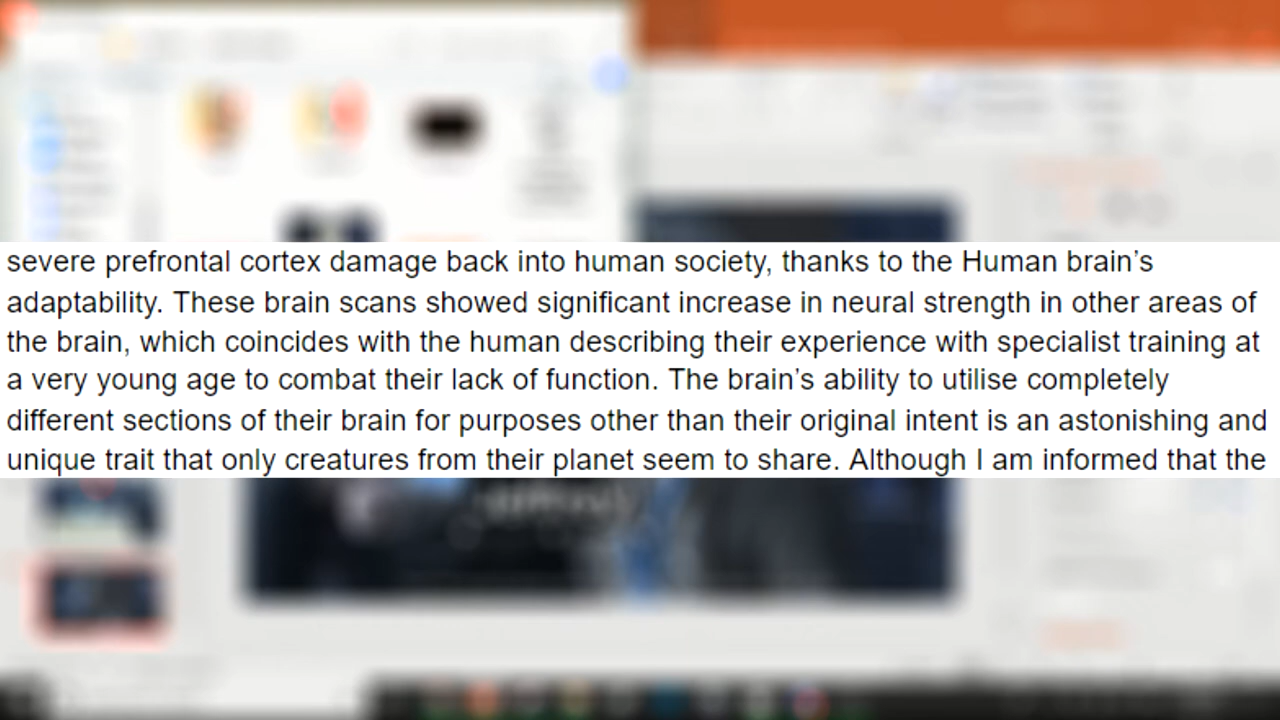 severe prefrontal cortex damage back into human society, thanks to the Human brain’s
adaptability. These brain scans showed significant increase in neural strength in other areas of
the brain, which coincides with the human describing their experience with specialist training at
a very young age to combat their lack of function. The brain’s ability to utilise completely
different sections of their brain for purposes other than their original intent is an astonishing and
unique trait that only creatures from their planet seem to share. Although I am informed that the